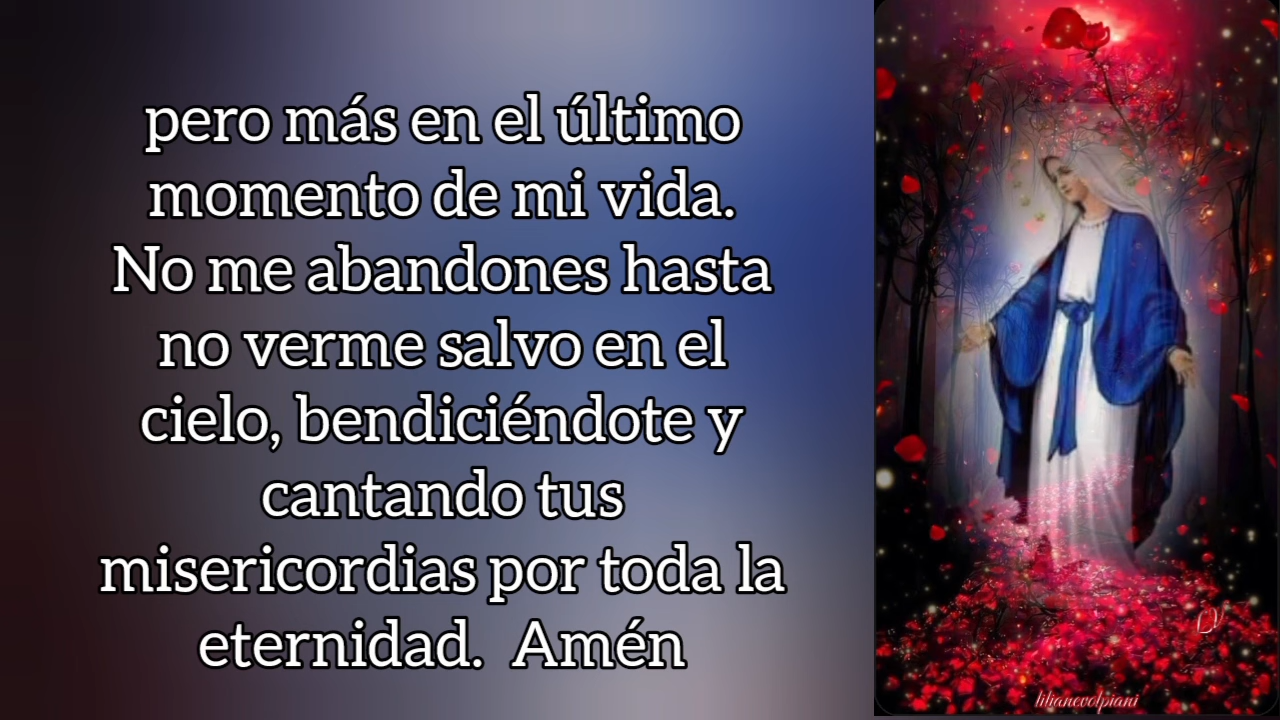 pero más en el último
momento de mi vida.
No me abandones hasta
no verme salvo en el
cielo, bendiciéndote y
cantando tus
misericordias por toda la
eternidad.  Amén
lilianevolpiani